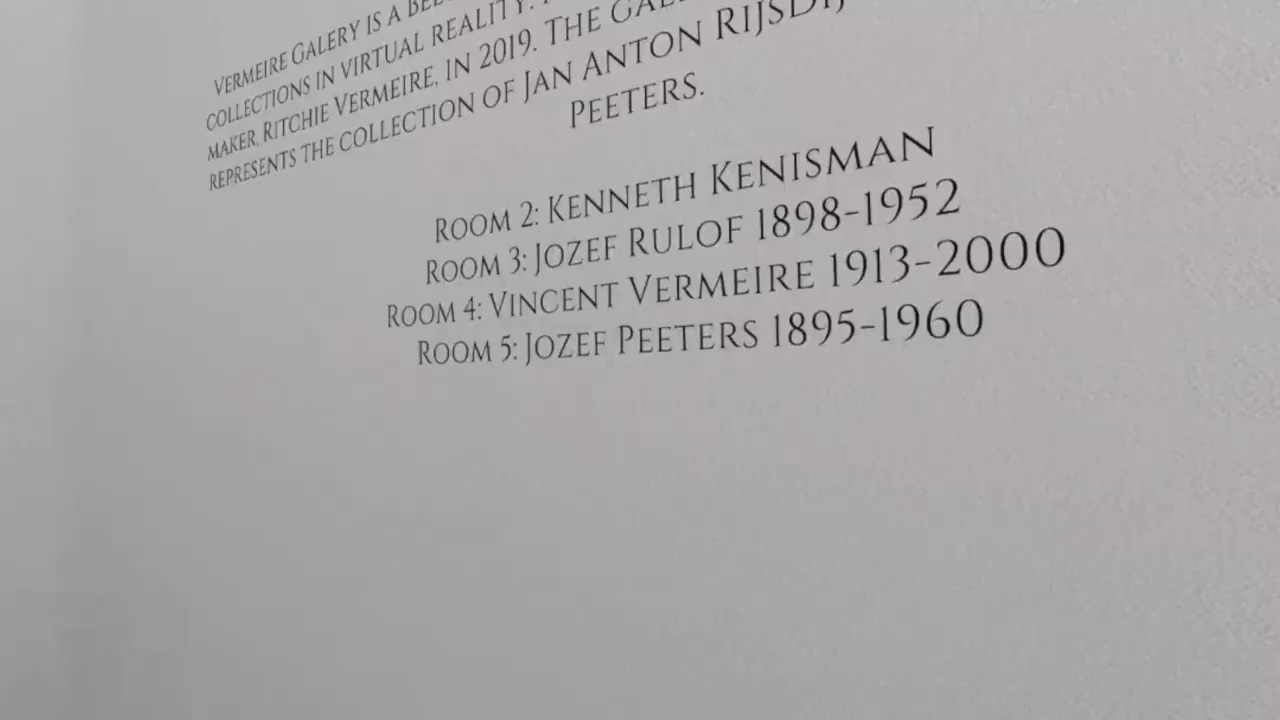 VERMEIRE GALERY IS A
COLLECTIONS IN VIRTUAL REALITY.
MAKER, RITCHIE VERMEIRE, IN 2019. THE
REPRESENTS THE COLLECTION OF JAN ANTON
PEETERS.
ROOM 2: KENNETH KENISMAN
ROOM 3: JOZEF RULOF 1898-1952
ROOM 4: VINCENT VERMEIRE 1913-2000
ROOM 5: JOZEF PEETERS 1895-1960